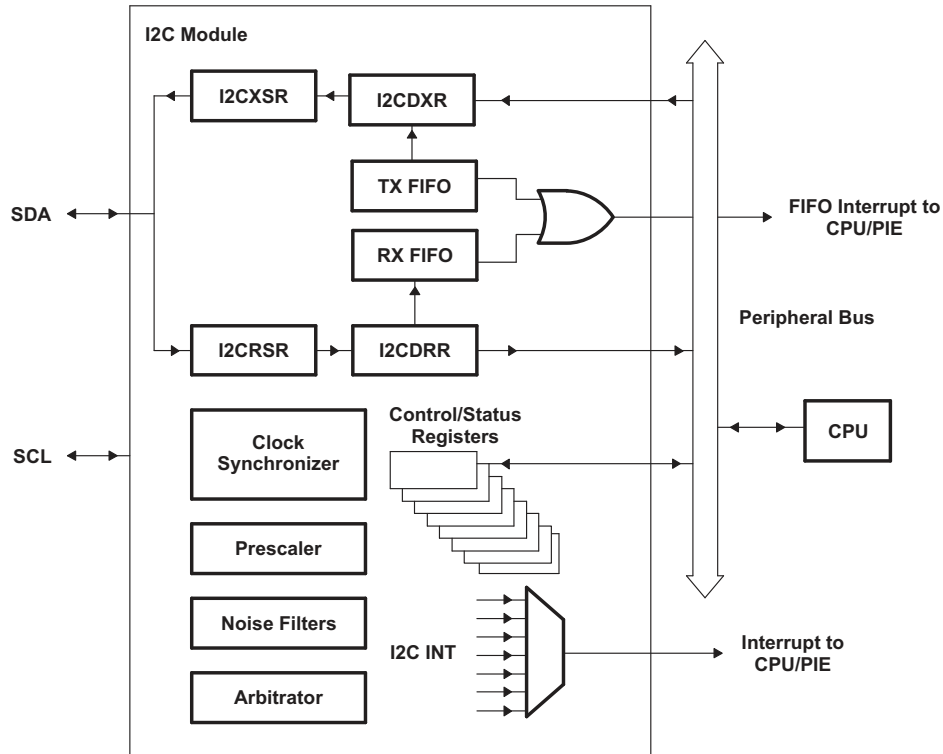 I2C Module
I2CXSR
I2CDXR
TX FIFO
SDA
FIFO Interrupt to
CPU/PIE
RX FIFO
Peripheral Bus
I2CRSR
I2CDRR
Control/Status
Registers
CPU
Clock
Synchronizer
SCL
Prescaler
Noise Filters
I2C INT
Interrupt to
CPU/PIE
Arbitrator